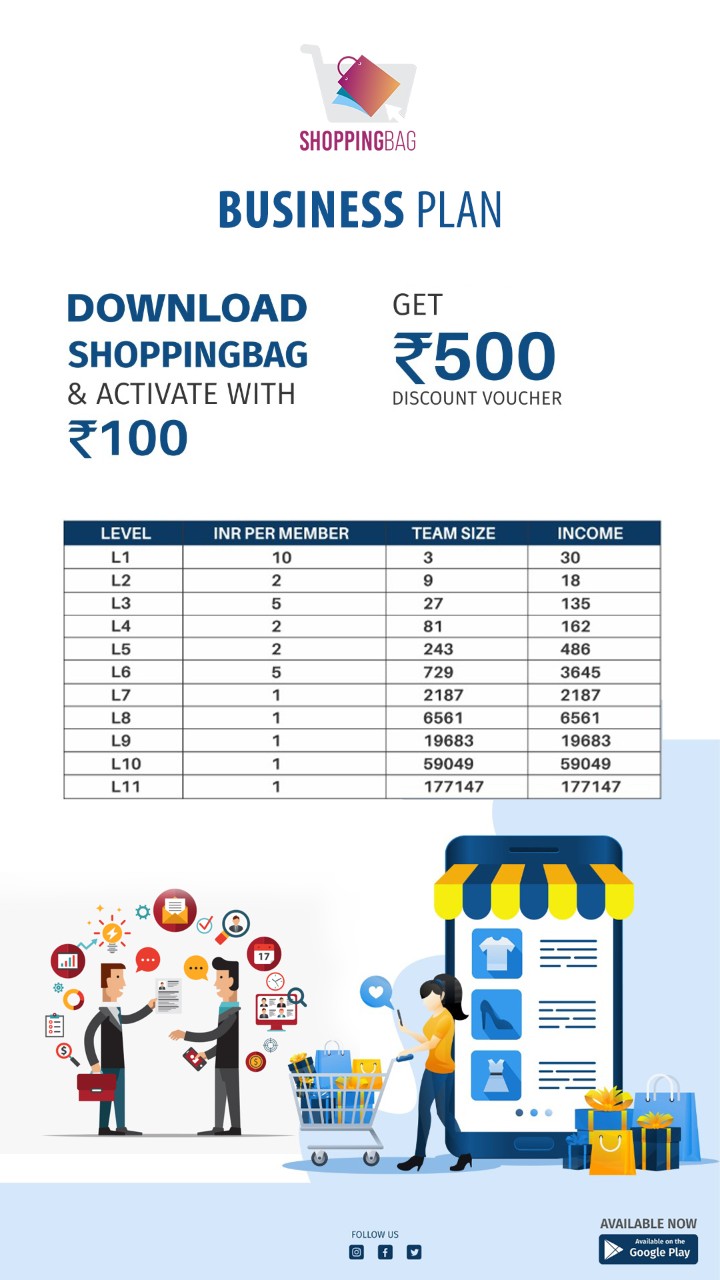 SHOPPINGBAG
BUSINESS PLAN
DOWNLOAD
SHOPPINGBAG
& ACTIVATE WITH
₹100
GET
₹500
DISCOUNT VOUCHER
LEVEL INR PER MEMBER TEAM SIZE INCOME
L1 10 3 30
L2 2 9 18
L3 5 27 135
L4 2 81 162
L5 2 243 486
L6 5 729 3645
L7 1 2187 2187
L8 1 6561 6561
L9 1 19683 19683
L10 1 59049 59049
L11 1 177147 177147
17
FOLLOW US
AVAILABLE NOW
Available on the
Google Play